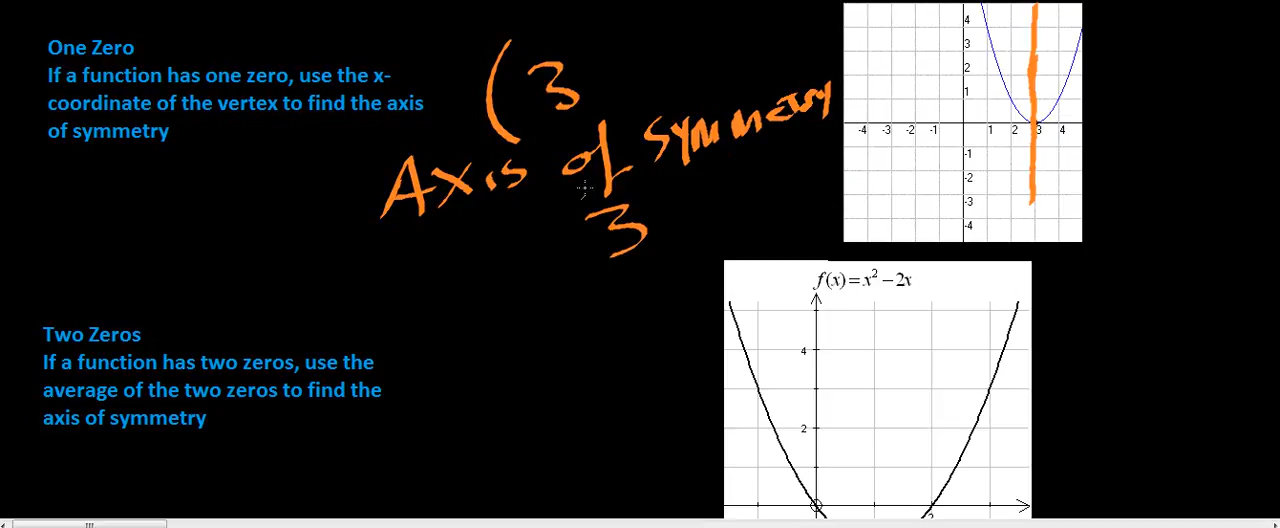 One Zero
If a function has one zero, use the x-
coordinate of the vertex to find the axis
of symmetry
(3
Axis of symmetry
3
4
3
2
1
-4 -3 -2 -1 1 2 3 4
-1
-2
-3
-4
Two Zeros
If a function has two zeros, use the
average of the two zeros to find the
axis of symmetry
f(x)=x²−2x
4
2
2